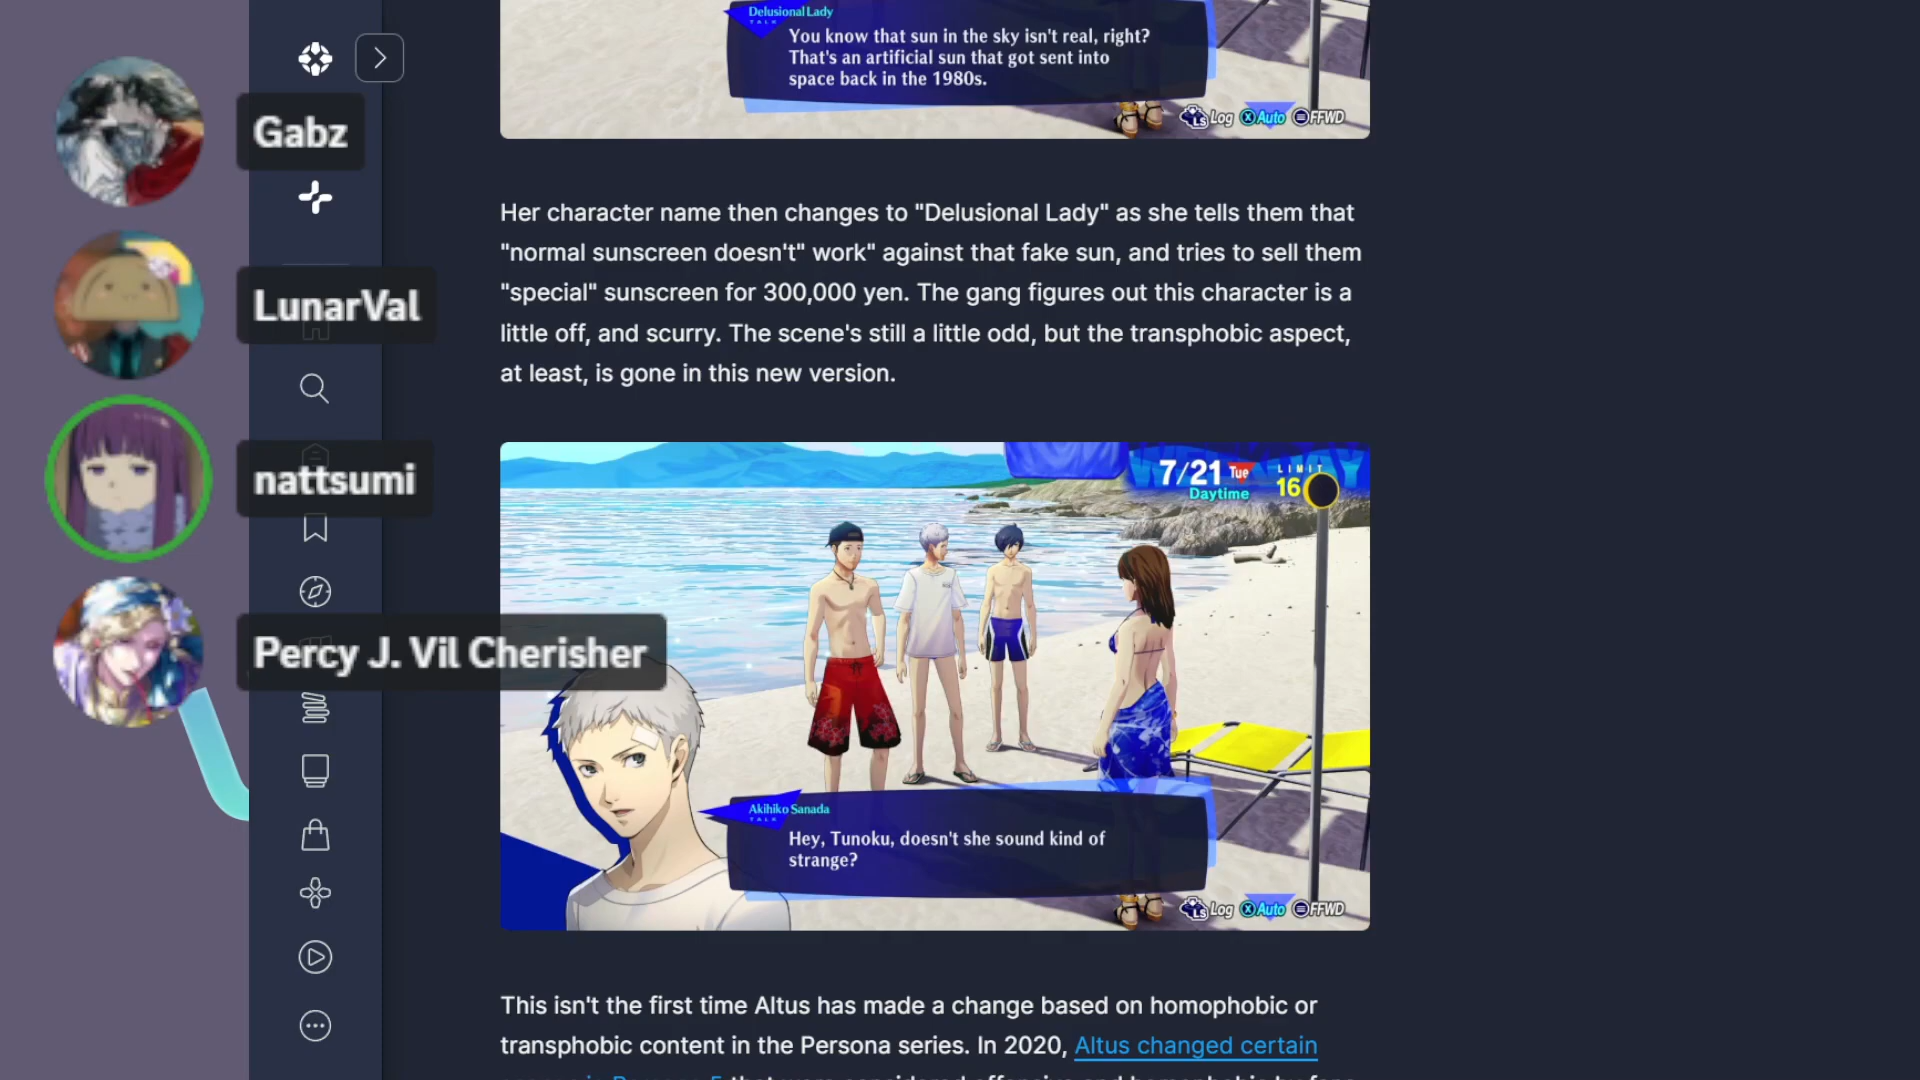 Delusional Lady
TALK
You know that sun in the sky isn't real, right?
That's an artificial sun that got sent into
space back in the 1980s.
LS Log X Auto FFWD
Gabz
LunarVal
nattsumi
Percy J. Vil Cherisher
Her character name then changes to "Delusional Lady" as she tells them that
"normal sunscreen doesn't" work" against that fake sun, and tries to sell them
"special" sunscreen for 300,000 yen. The gang figures out this character is a
little off, and scurry. The scene's still a little odd, but the transphobic aspect,
at least, is gone in this new version.
7/21 Tue
Daytime
LIMIT
16
Akihiko Sanada
TALK
Hey, Tunoku, doesn't she sound kind of
strange?
LS Log X Auto FFWD
This isn't the first time Altus has made a change based on homophobic or
transphobic content in the Persona series. In 2020, Altus changed certain